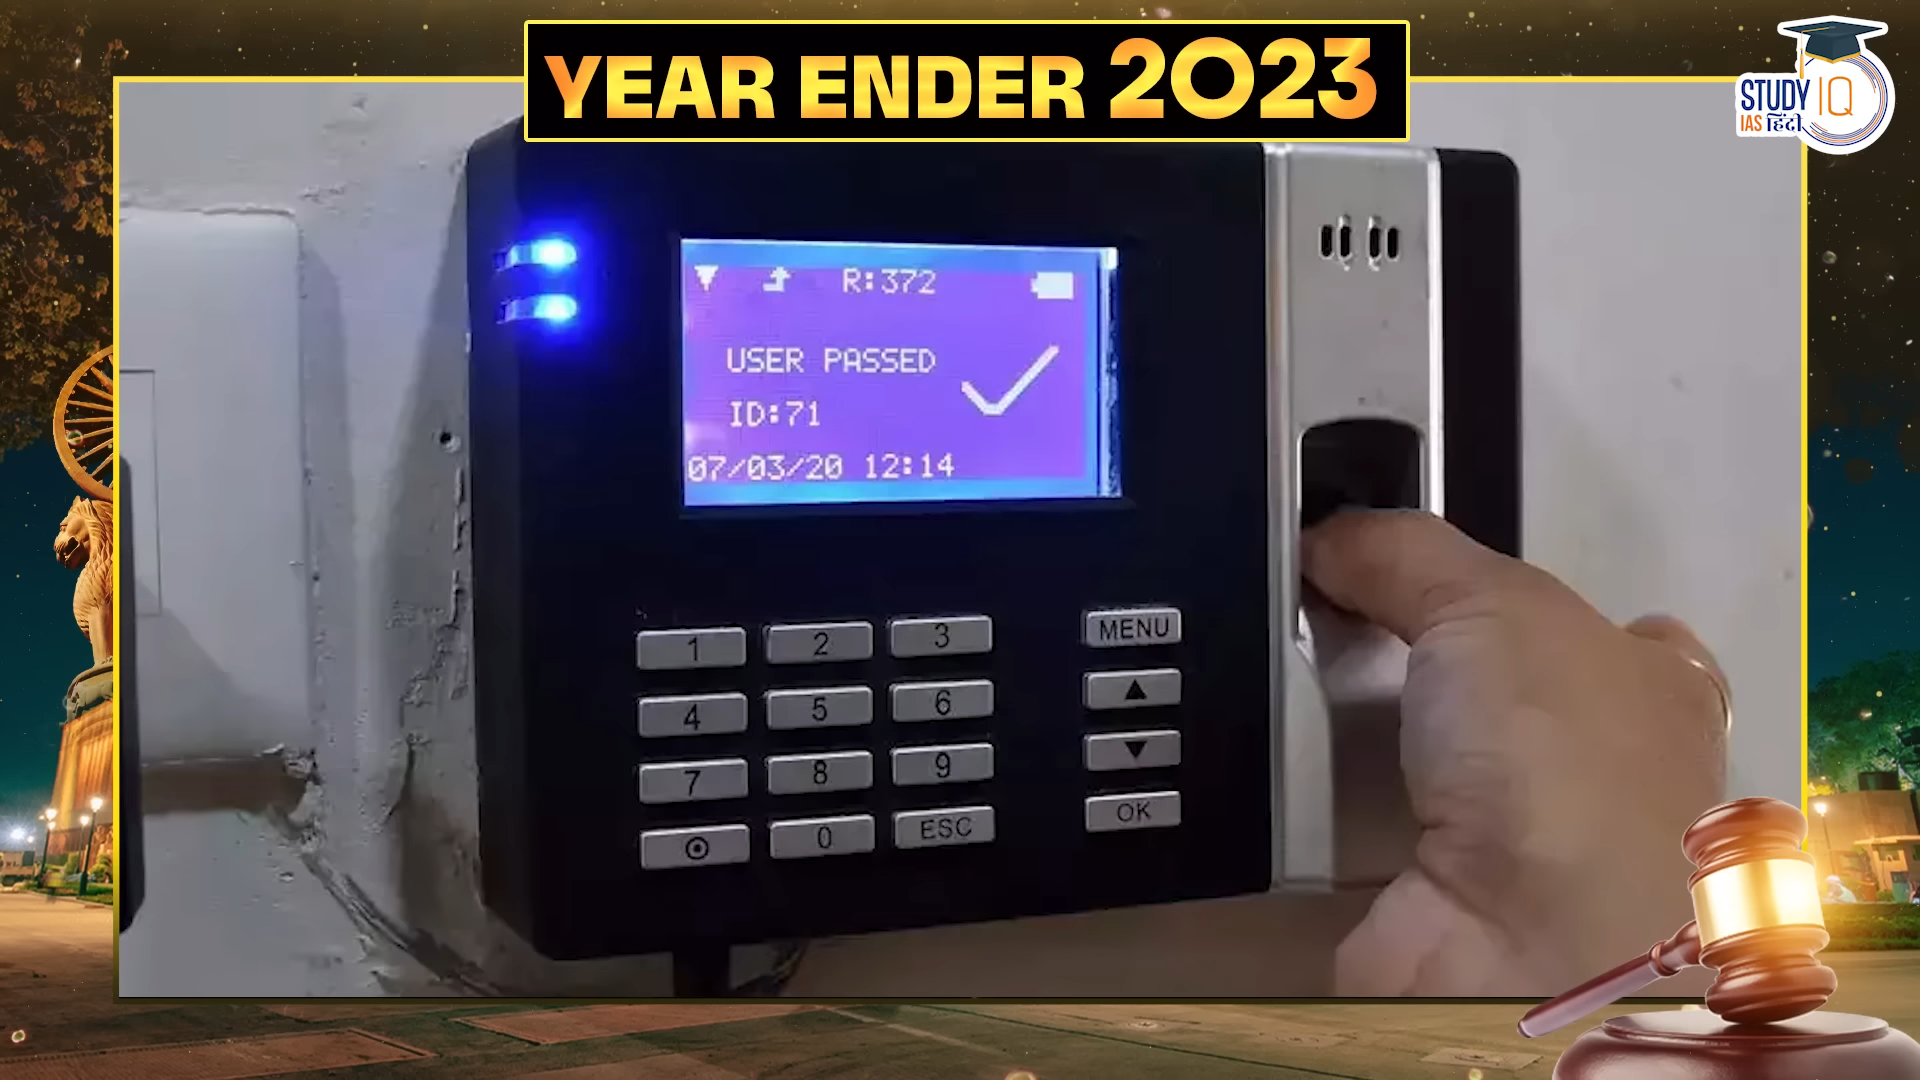 YEAR ENDER 2023
STUDY IQ
IAS हिंदी
R:372
USER PASSED
ID:71
07/03/20 12:14
1 2 3 MENU
4 5 6 ▲
7 8 9 ▼
0 ESC OK